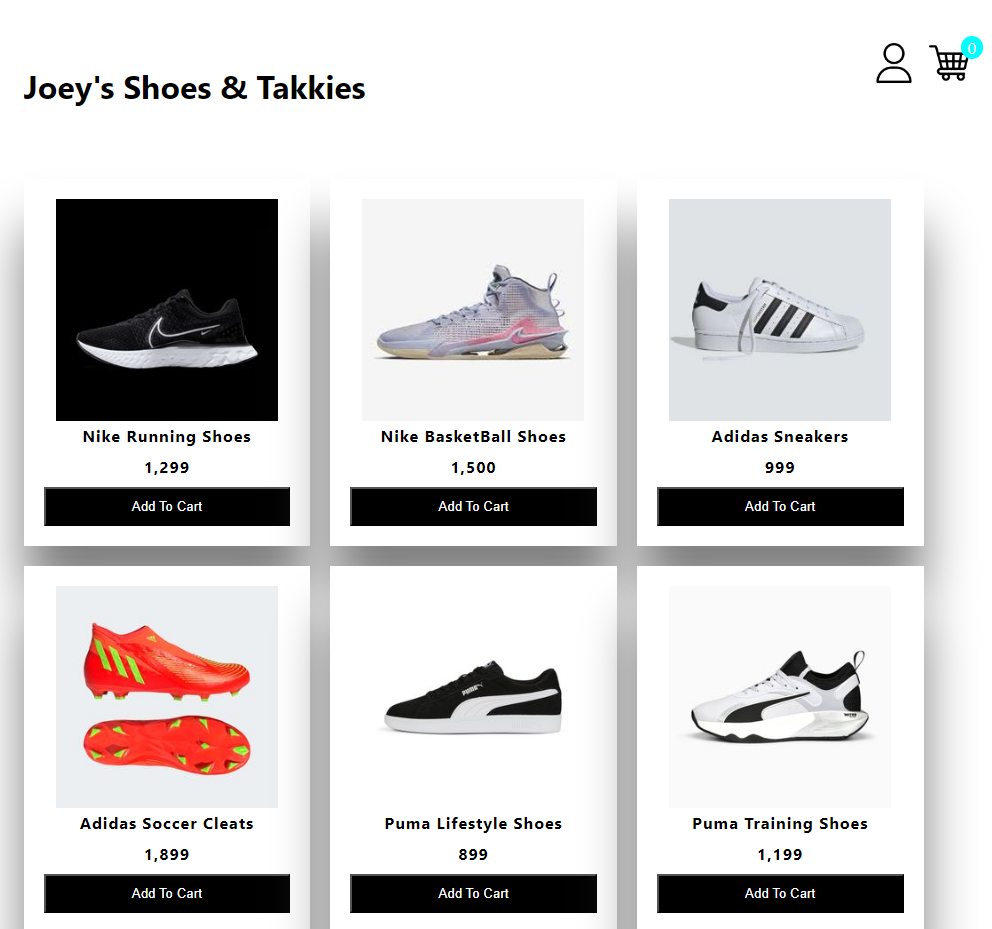 0
Joey's Shoes & Takkies
Nike Running Shoes
1,299
Add To Cart
Nike BasketBall Shoes
1,500
Add To Cart
Adidas Sneakers
999
Add To Cart
Adidas Soccer Cleats
1,899
Add To Cart
PUMA
Puma Lifestyle Shoes
899
Add To Cart
Puma Training Shoes
1,199
Add To Cart